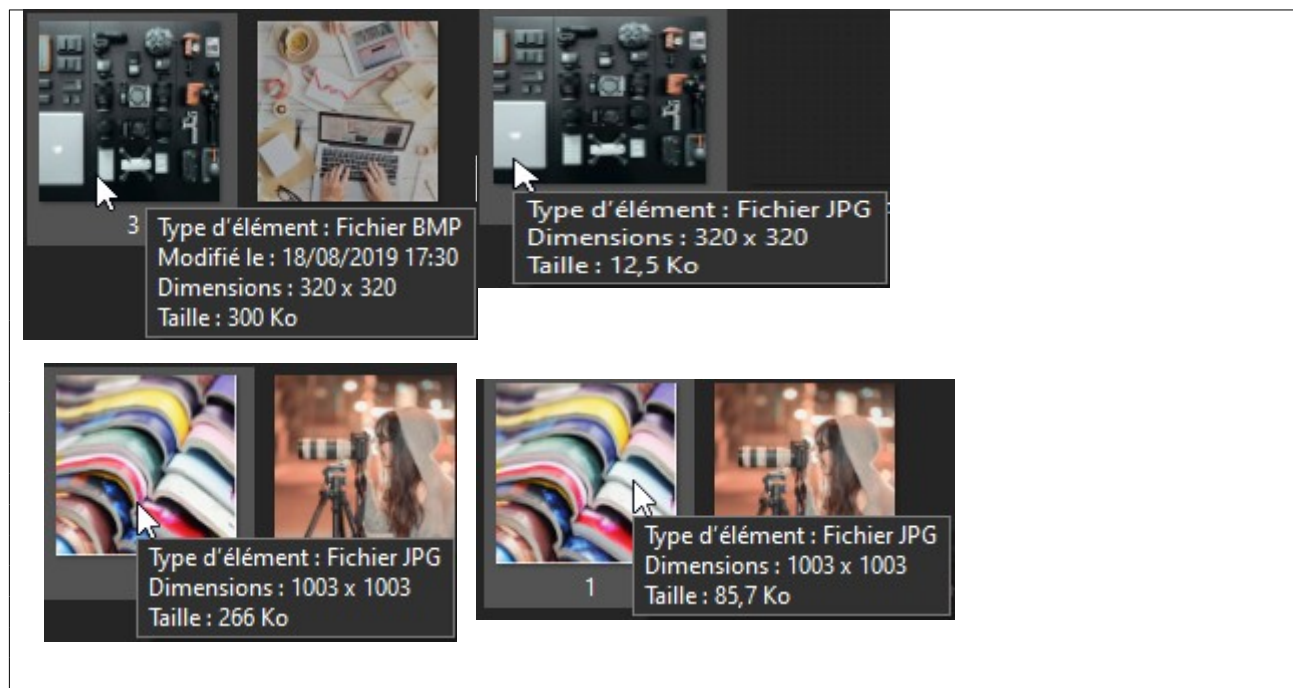 3
Type d'élément : Fichier BMP
Modifié le : 18/08/2019 17:30
Dimensions : 320 x 320
Taille : 300 Ko
Type d'élément : Fichier JPG
Dimensions : 320 x 320
Taille : 12,5 Ko
Type d'élément : Fichier JPG
Dimensions : 1003 x 1003
Taille : 266 Ko
1
Type d'élément : Fichier JPG
Dimensions : 1003 x 1003
Taille : 85,7 Ko